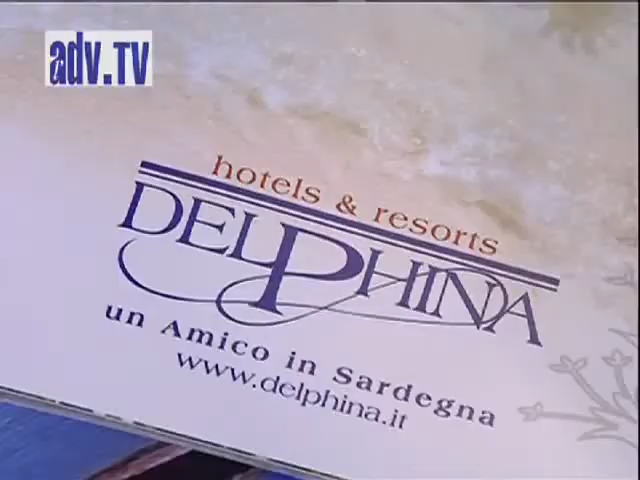 adv.TV
hotels & resorts
DELPHINA
un Amico in Sardegna
www.delphina.it